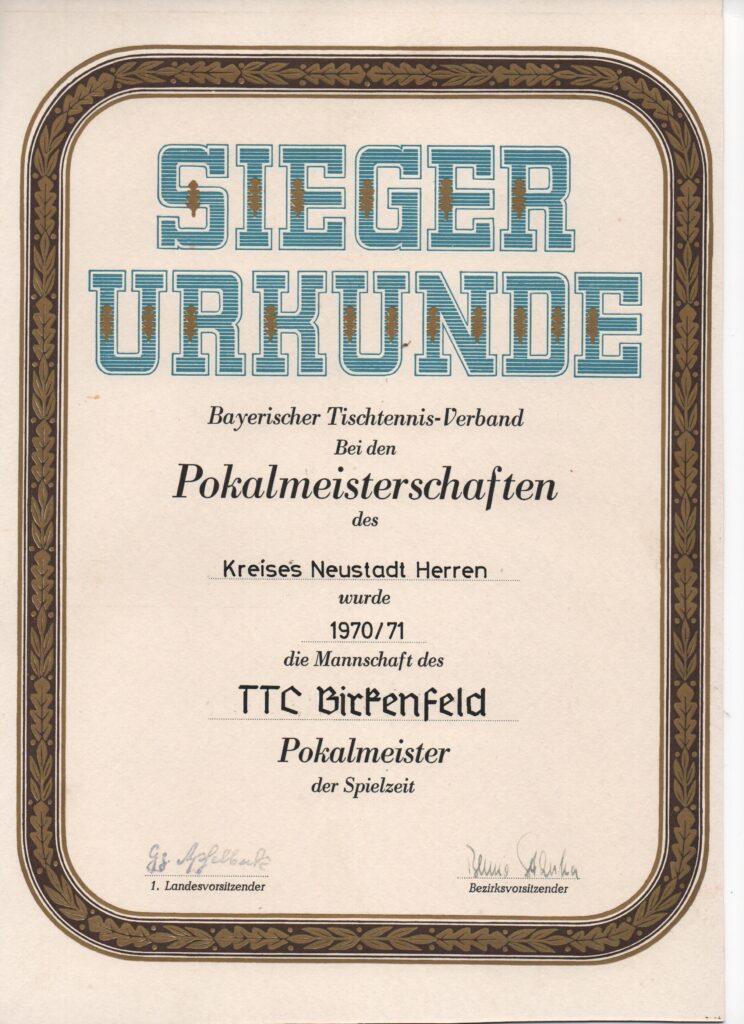 SIEGER
URKUNDE
Bayerischer Tischtennis-Verband
Bei den
Pokalmeisterschaften
des
Kreises Neustadt Herren
wurde
1970/71
die Mannschaft des
TTC Birkenfeld
Pokalmeister
der Spielzeit
1. Landesvorsitzender
Bezirksvorsitzender